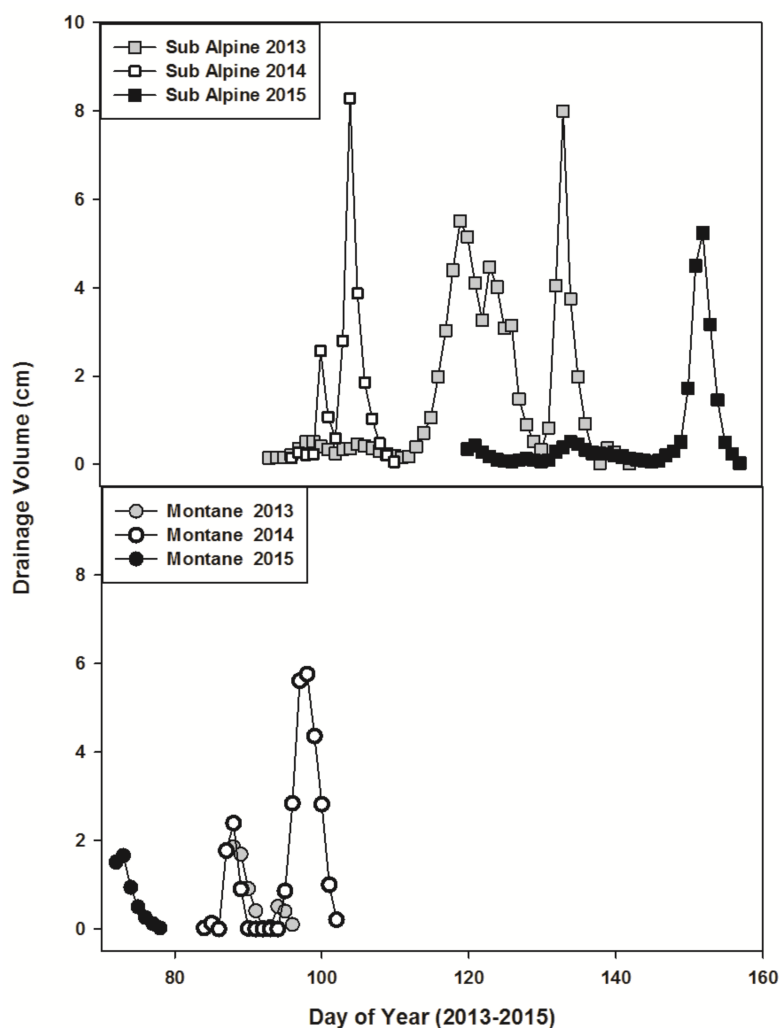 10
Sub Alpine 2013
Sub Alpine 2014
Sub Alpine 2015
8
6
4
2
0
Drainage Volume (cm)
Montane 2013
Montane 2014
Montane 2015
8
6
4
2
0
80 100 120 140 160
Day of Year (2013-2015)